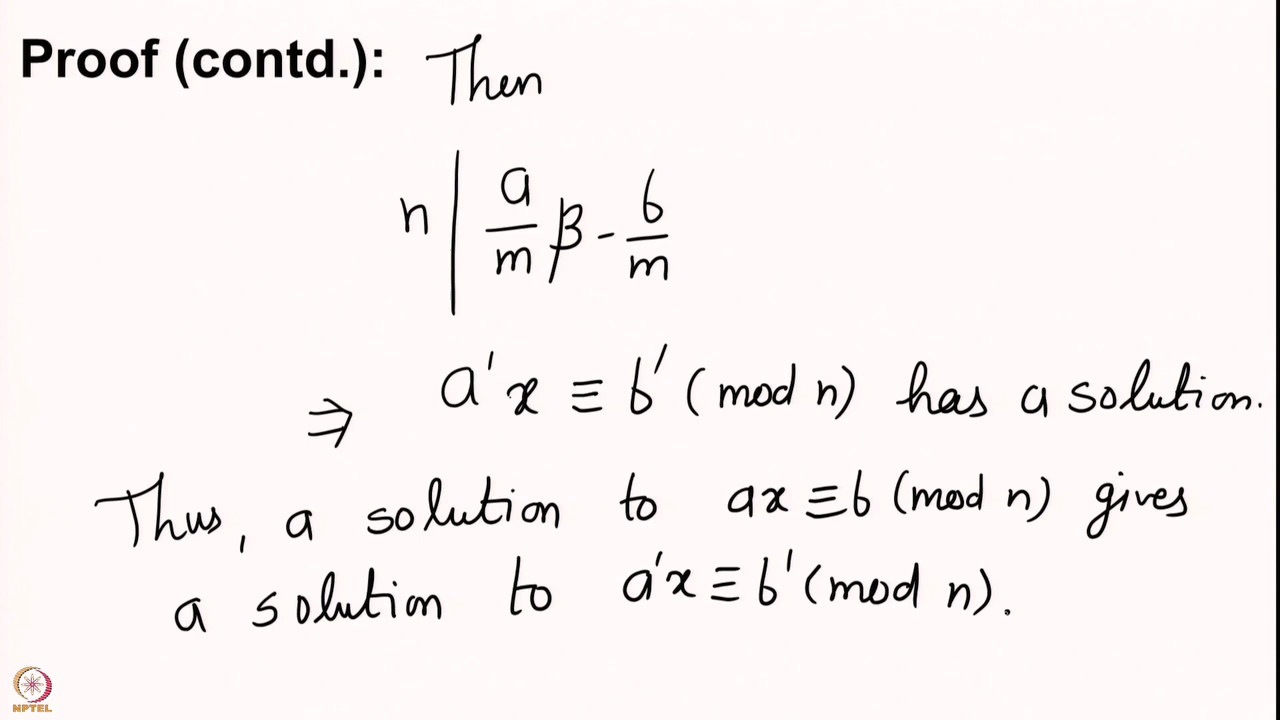 Proof (contd.): Then
n | a/m β - b/m
⇒ a'x ≡ b' (mod n) has a solution.
Thus, a solution to ax ≡ b (mod n) gives
a solution to a'x ≡ b' (mod n).
NPTEL